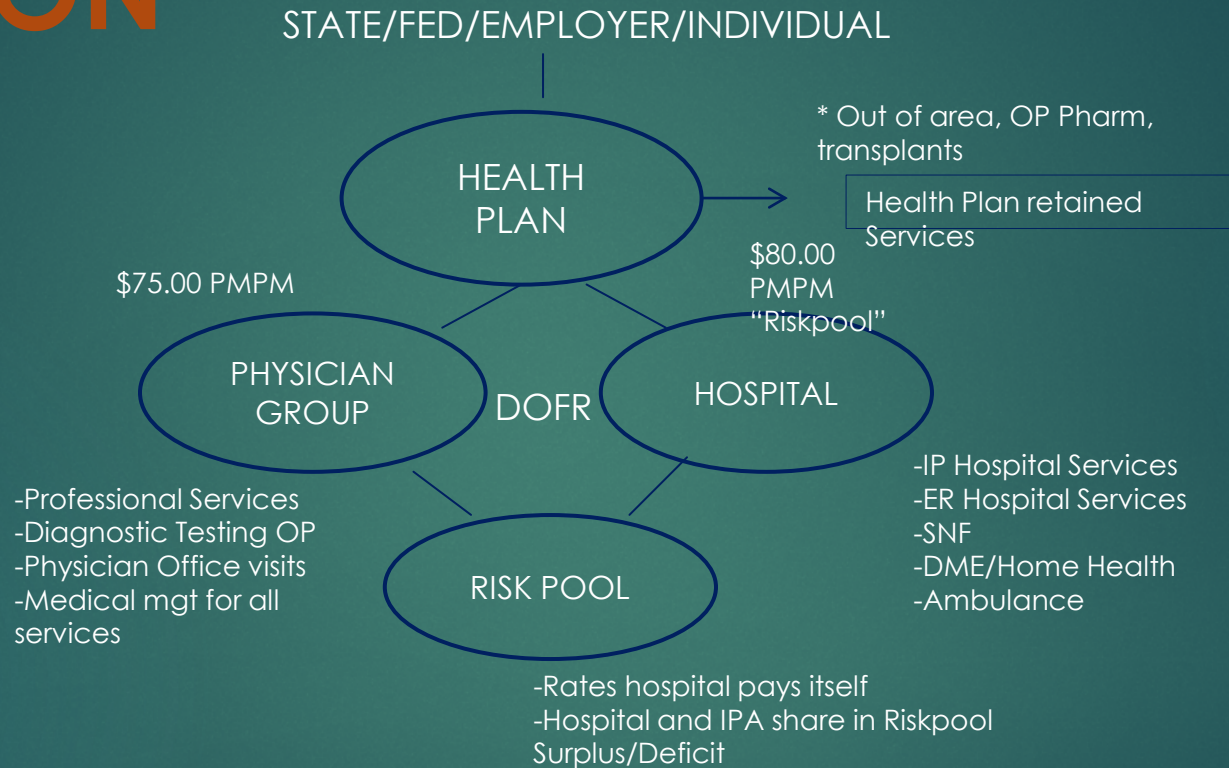 ON
STATE/FED/EMPLOYER/INDIVIDUAL
* Out of area, OP Pharm,
transplants
HEALTH
PLAN
Health Plan retained
Services
$75.00 PMPM
$80.00
PMPM
“Riskpool”
PHYSICIAN
GROUP
DOFR
HOSPITAL
-Professional Services
-Diagnostic Testing OP
-Physician Office visits
-Medical mgt for all
services
-IP Hospital Services
-ER Hospital Services
-SNF
-DME/Home Health
-Ambulance
RISK POOL
-Rates hospital pays itself
-Hospital and IPA share in Riskpool
Surplus/Deficit